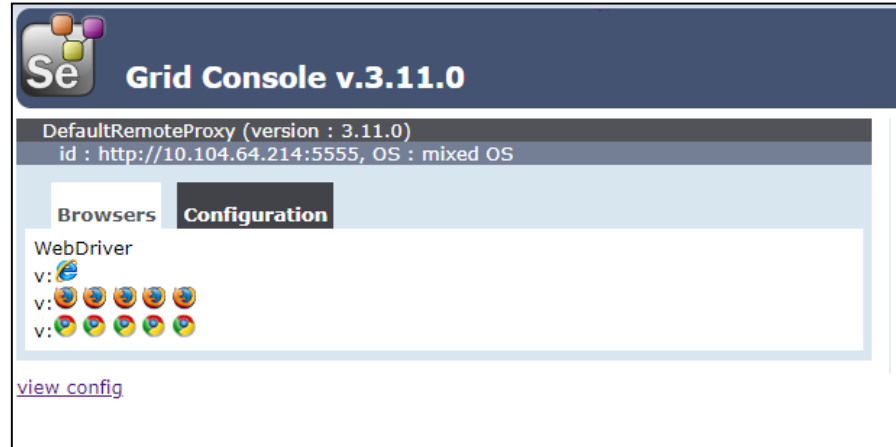 Se
Grid Console v.3.11.0
DefaultRemoteProxy (version : 3.11.0)
id : http://10.104.64.214:5555, OS : mixed OS
Browsers Configuration
WebDriver
v:
v:
v:
view config